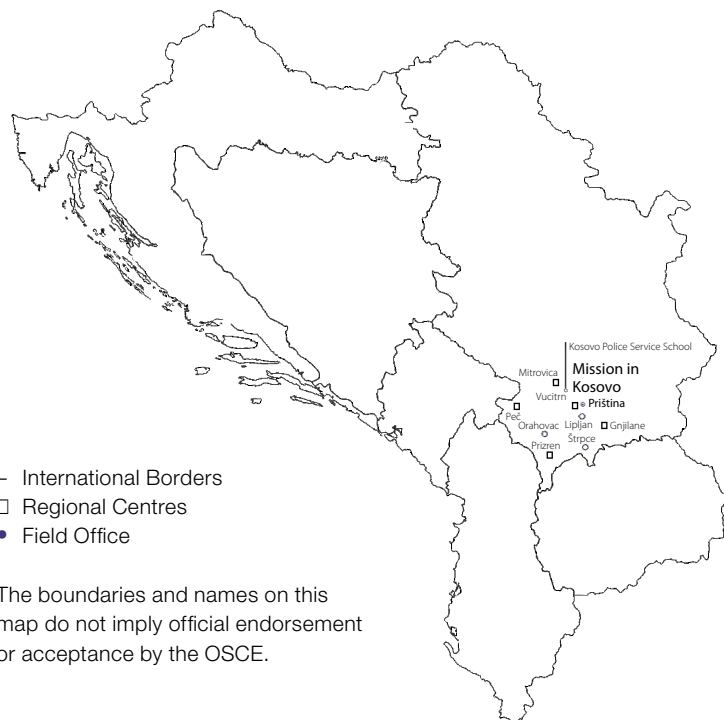 Kosovo Police Service School
Mission in
Kosovo
Mitrovica
Vucitrn
Priština
Peč
Orahovac
Lipljan
Gnjilane
Štrpce
Prizren
International Borders
Regional Centres
Field Office
The boundaries and names on this
map do not imply official endorsement
or acceptance by the OSCE.